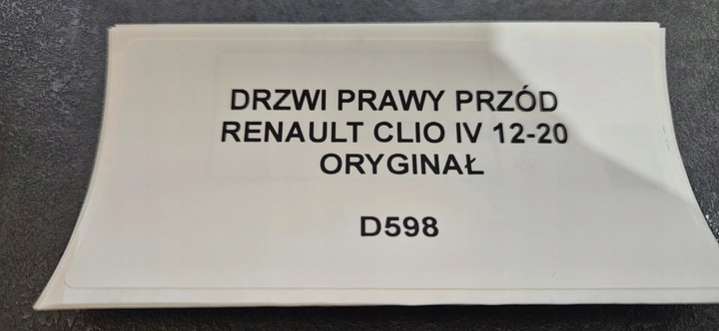 DRZWI PRAWY PRZÓD
RENAULT CLIO IV 12-20
ORYGINAŁ
D598